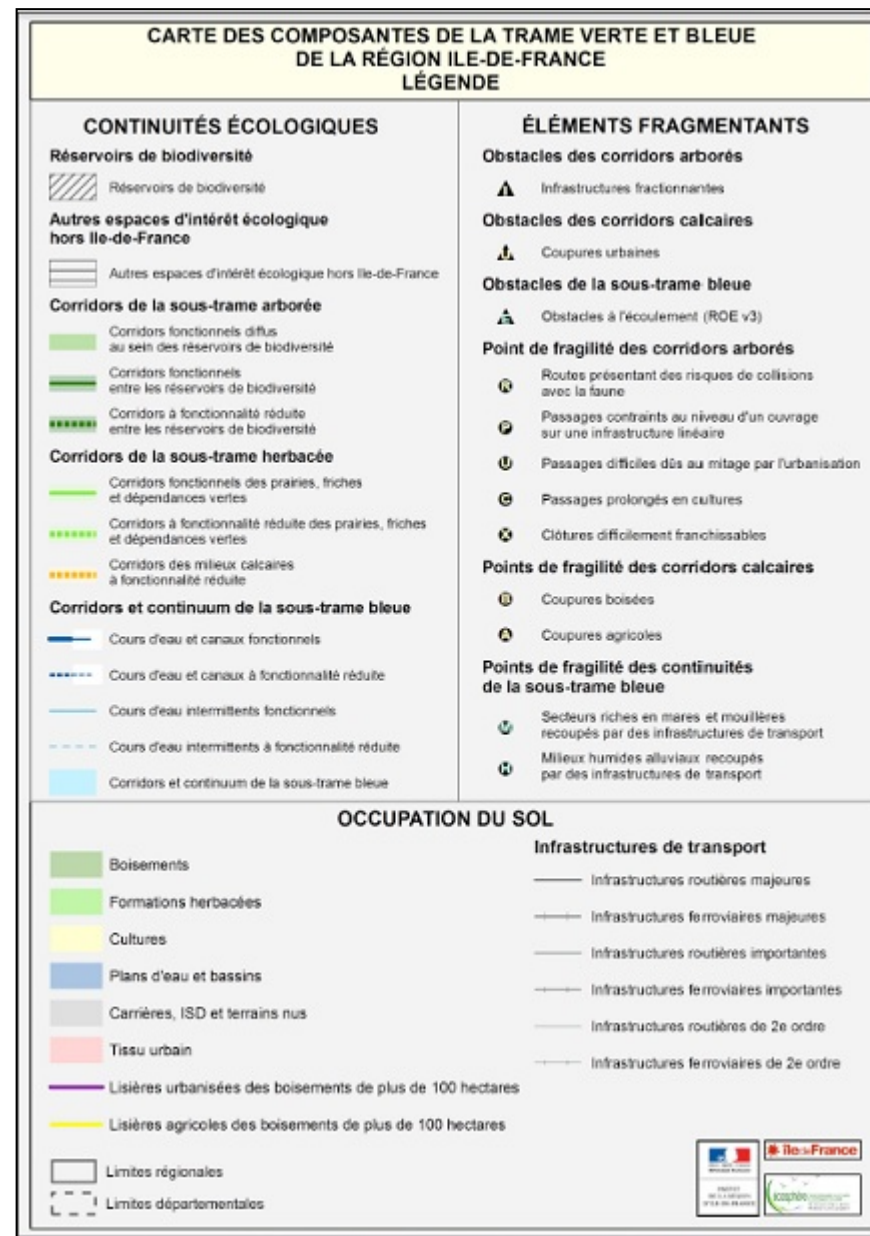 CARTE DES COMPOSANTES DE LA TRAME VERTE ET BLEUE
DE LA RÉGION ILE-DE-FRANCE
LÉGENDE
CONTINUITÉS ÉCOLOGIQUES
Réservoirs de biodiversité
Réservoirs de biodiversité
Autres espaces d'intérêt écologique
hors Ile-de-France
Autres espaces d'intérêt écologique hors Ile-de-France
Corridors de la sous-trame arborée
Corridors fonctionnels diffus
au sein des réservoirs de biodiversité
Corridors fonctionnels
entre les réservoirs de biodiversité
Corridors à fonctionnalité réduite
entre les réservoirs de biodiversité
Corridors de la sous-trame herbacée
Corridors fonctionnels des prairies, friches
et dépendances vertes
Corridors à fonctionnalité réduite des prairies, friches
et dépendances vertes
Corridors des milieux calcaires
à fonctionnalité réduite
Corridors et continuum de la sous-trame bleue
Cours d'eau et canaux fonctionnels
Cours d'eau et canaux à fonctionnalité réduite
Cours d'eau intermittents fonctionnels
Cours d'eau intermittents à fonctionnalité réduite
Corridors et continuum de la sous-trame bleue
ÉLÉMENTS FRAGMENTANTS
Obstacles des corridors arborés
Infrastructures fractionnantes
Obstacles des corridors calcaires
Coupures urbaines
Obstacles de la sous-trame bleue
Obstacles à l'écoulement (ROE v3)
Point de fragilité des corridors arborés
R Routes présentant des risques de collisions
avec la faune
P Passages contraints au niveau d'un ouvrage
sur une infrastructure linéaire
U Passages difficiles dûs au mitage par l'urbanisation
C Passages prolongés en cultures
X Clôtures difficilement franchissables
Points de fragilité des corridors calcaires
B Coupures boisées
A Coupures agricoles
Points de fragilité des continuités
de la sous-trame bleue
Secteurs riches en mares et mouillères
recoupés par des infrastructures de transport
H Milieux humides alluviaux recoupés
par des infrastructures de transport
OCCUPATION DU SOL
Boisements
Formations herbacées
Cultures
Plans d'eau et bassins
Carrières, ISD et terrains nus
Tissu urbain
Lisières urbanisées des boisements de plus de 100 hectares
Lisières agricoles des boisements de plus de 100 hectares
Limites régionales
Limites départementales
Infrastructures de transport
Infrastructures routières majeures
Infrastructures ferroviaires majeures
Infrastructures routières importantes
Infrastructures ferroviaires importantes
Infrastructures routières de 2e ordre
Infrastructures ferroviaires de 2e ordre
PRÉFET
DE LA RÉGION
D'ILE-DE-FRANCE
île de France
écosphère